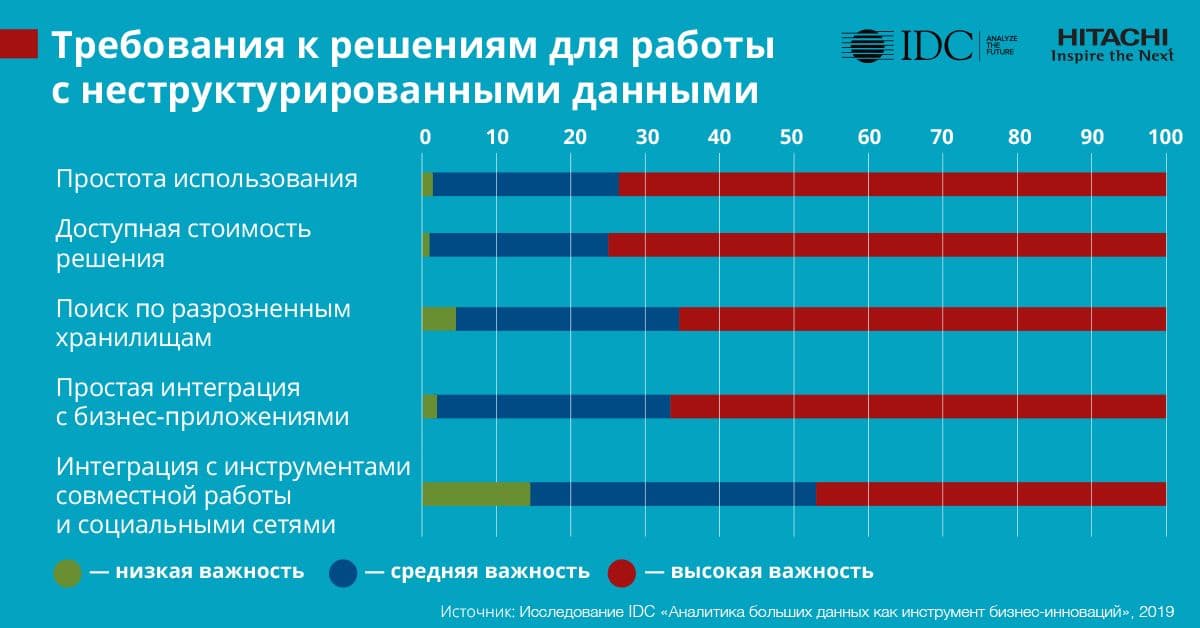 Требования к решениям для работы
с неструктурированными данными
IDC
ANALYZE
THE
FUTURE
HITACHI
Inspire the Next
0 10 20 30 40 50 60 70 80 90 100
Простота использования
Доступная стоимость
решения
Поиск по разрозненным
хранилищам
Простая интеграция
с бизнес-приложениями
Интеграция с инструментами
совместной работы
и социальными сетями
— низкая важность — средняя важность — высокая важность
Источник: Исследование IDC «Аналитика больших данных как инструмент бизнес-инноваций», 2019